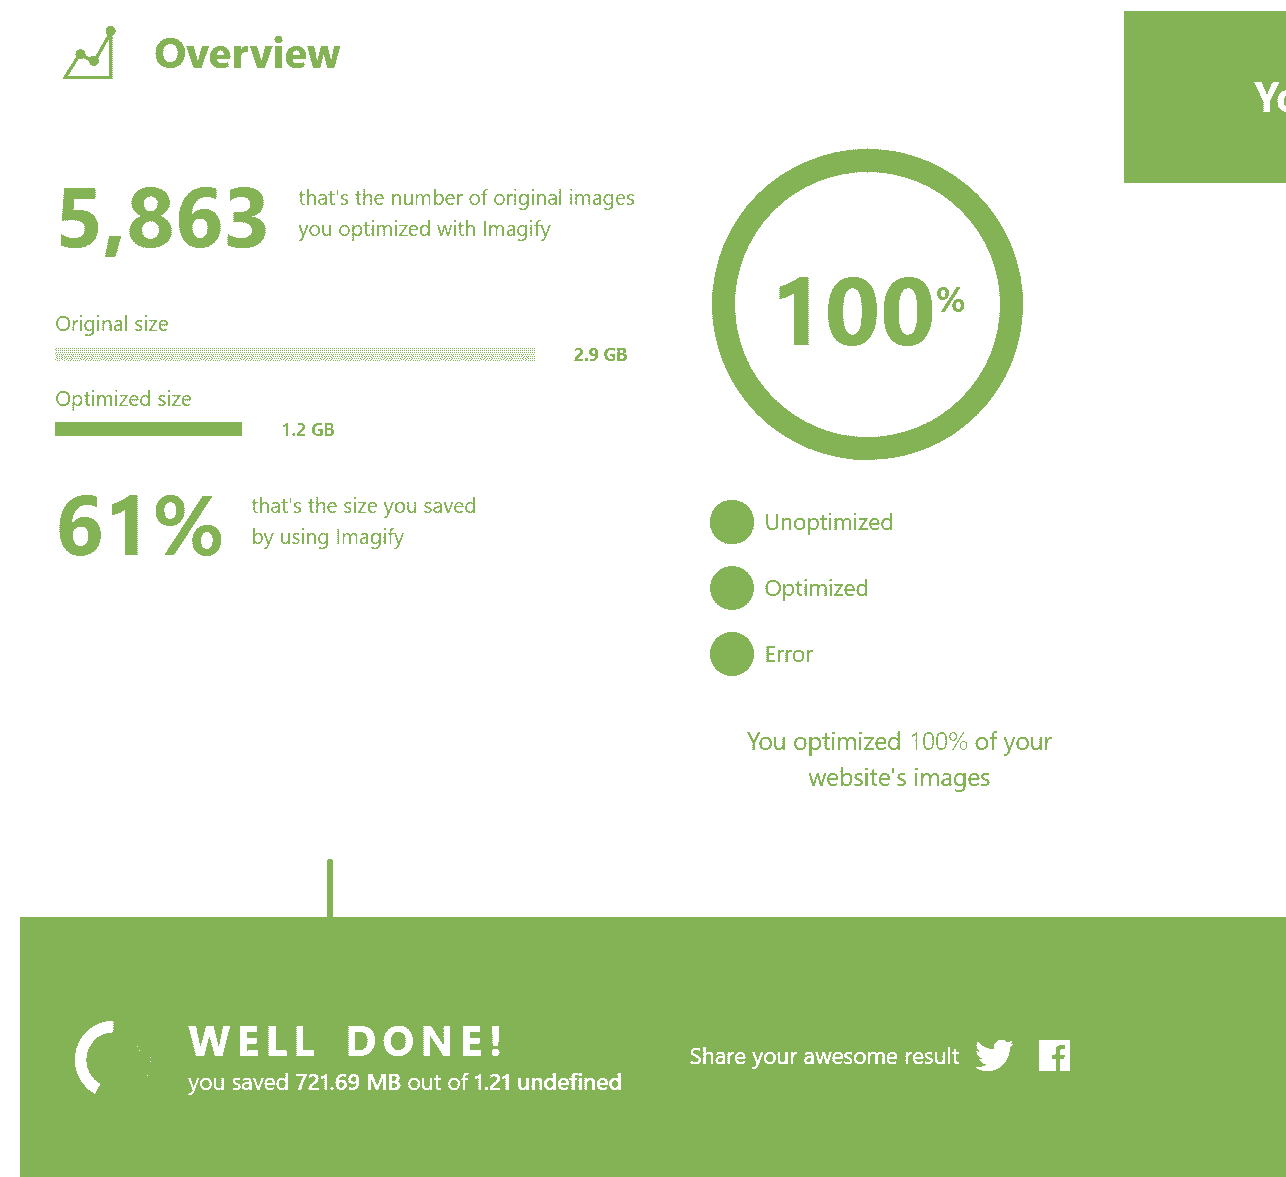 Overview
5,863
that's the number of original images
you optimized with Imagify
Original size
2.9 GB
Optimized size
1.2 GB
61%
that's the size you saved
by using Imagify
100%
Unoptimized
Optimized
Error
You optimized 100% of your
website's images
WELL DONE!
you saved 721.69 MB out of 1.21 undefined
Share your awesome result